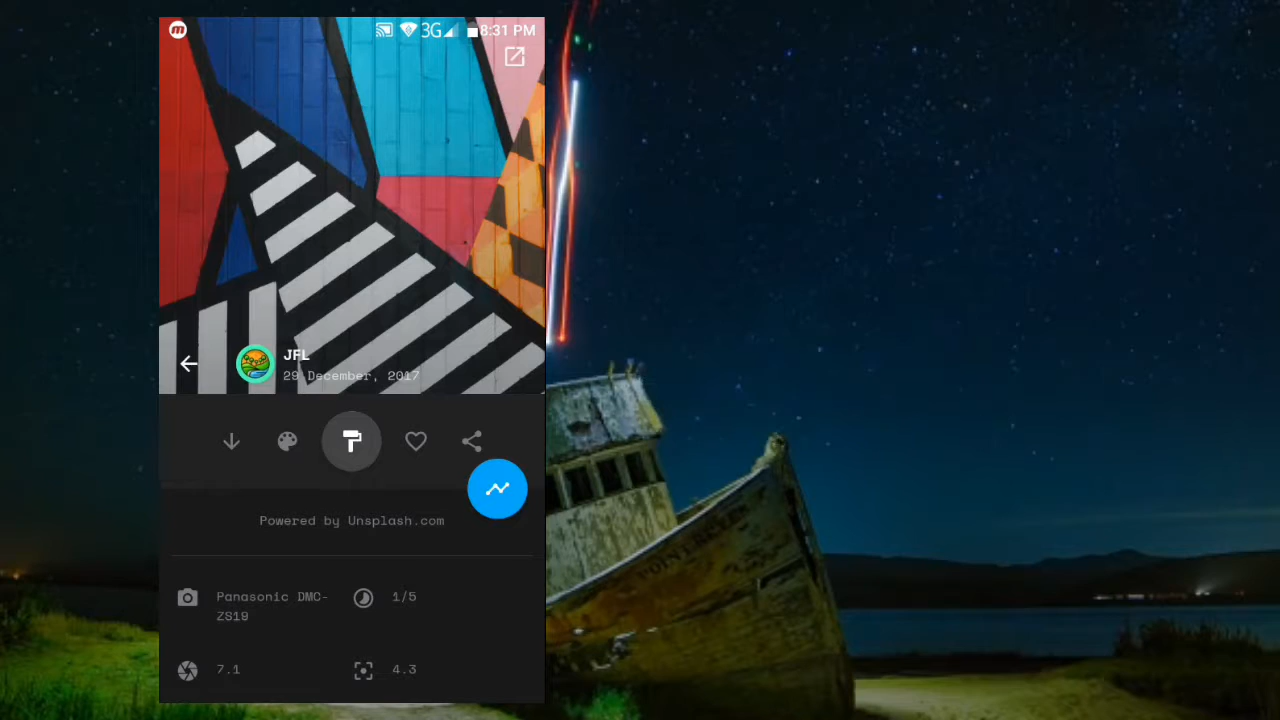 3G 8:31 PM
JFL
29 December, 2017
Powered by Unsplash.com
Panasonic DMC-
ZS19
1/5
7.1
4.3